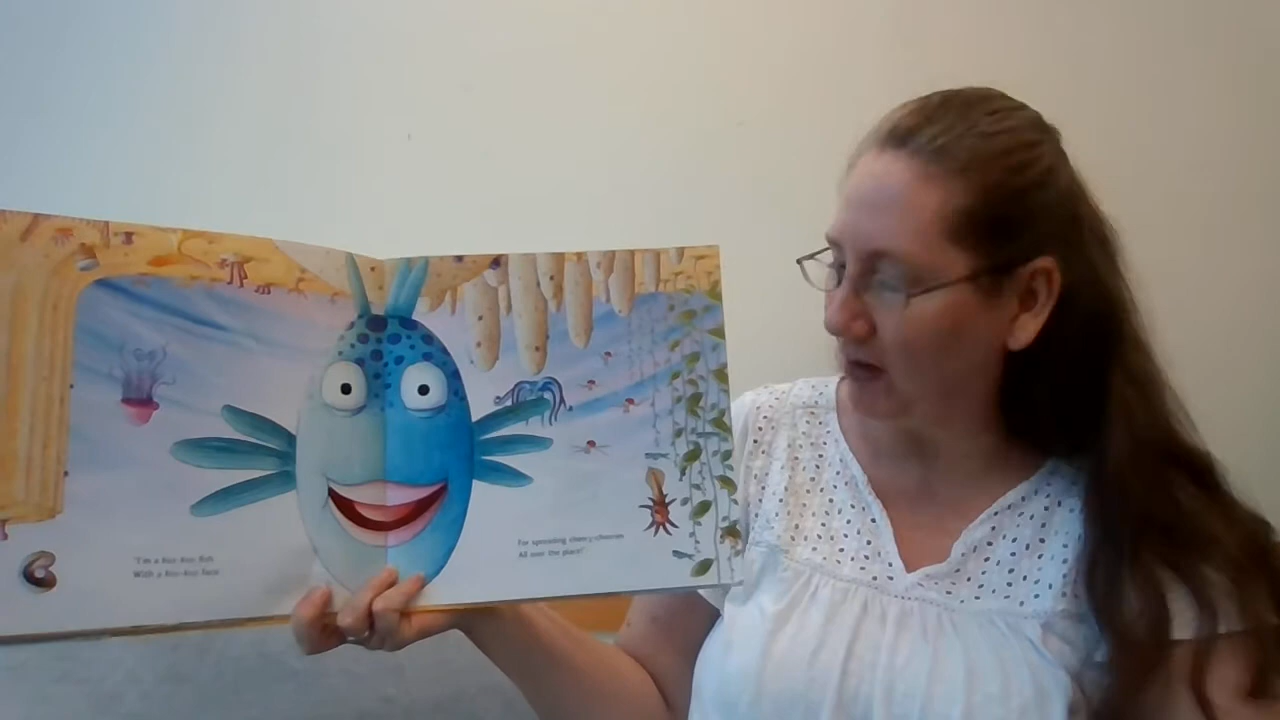 "I'm a kiss-kiss fish
With a kiss-kiss face
For spreading cheery-cheeries
All over the place!"